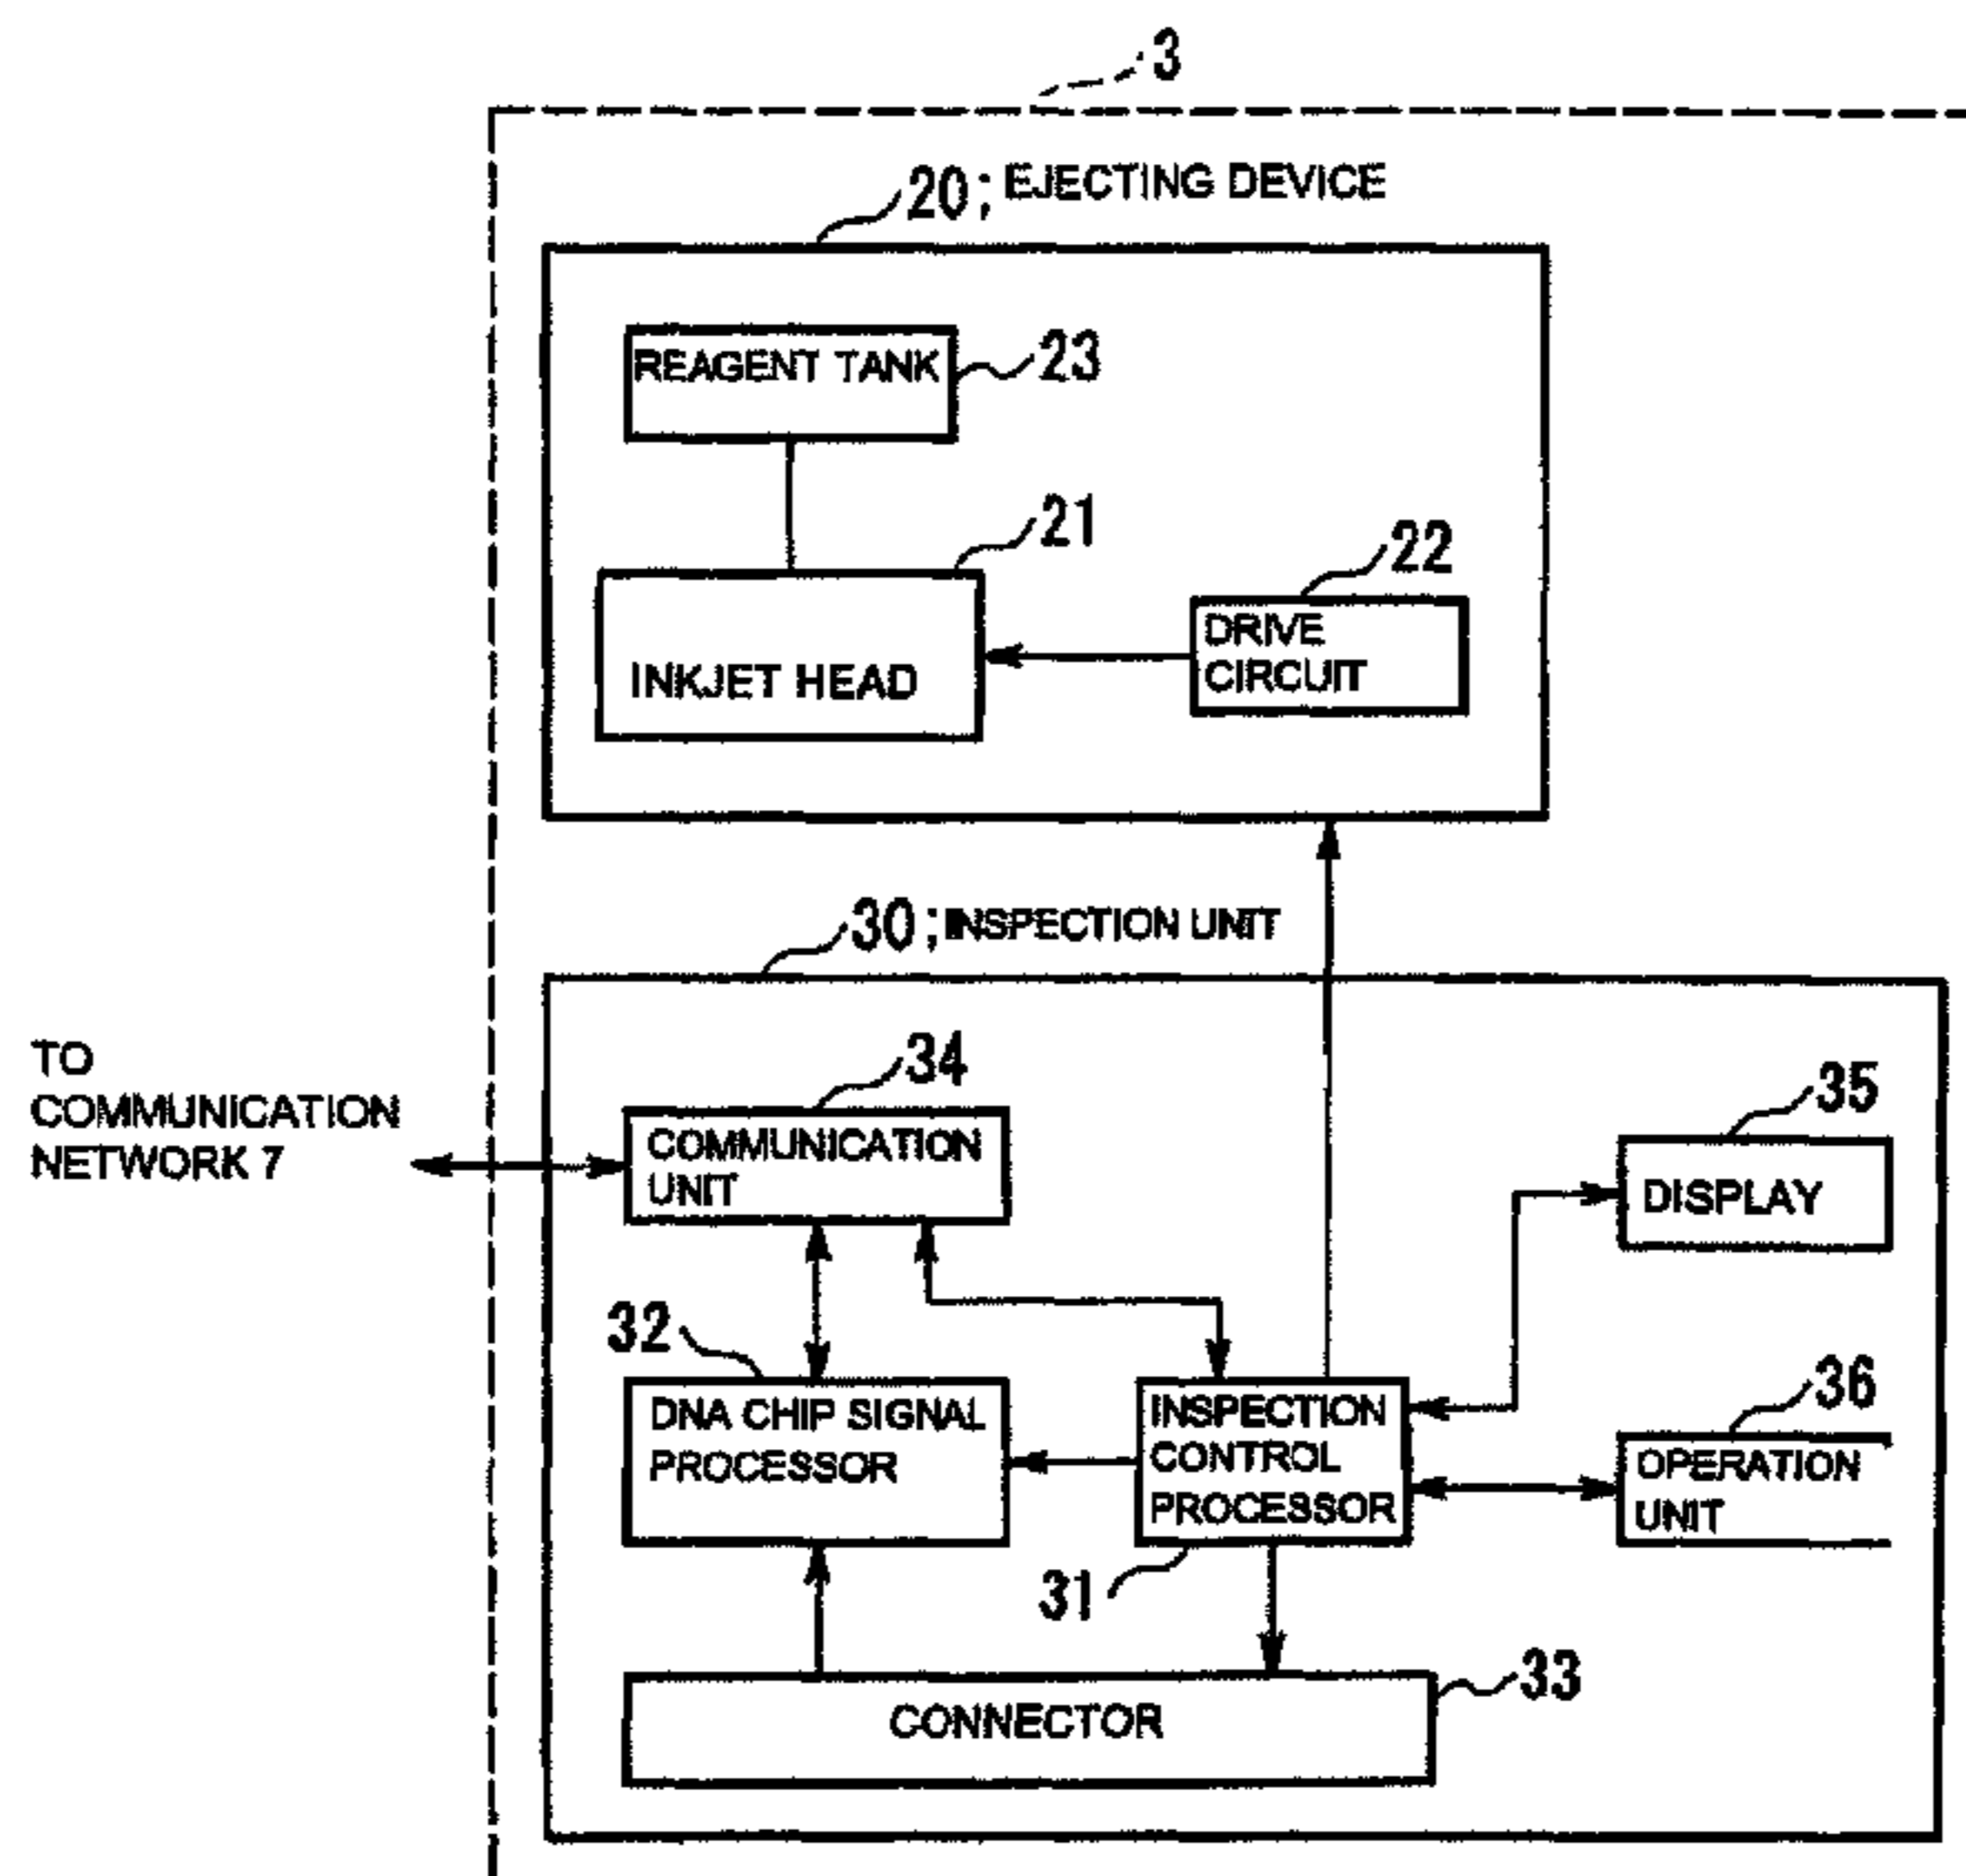 3
20; EJECTING DEVICE
REAGENT TANK
23
21
22
INKJET HEAD
DRIVE
CIRCUIT
30; INSPECTION UNIT
TO
COMMUNICATION
NETWORK 7
34
COMMUNICATION
UNIT
35
DISPLAY
32
DNA CHIP SIGNAL
PROCESSOR
INSPECTION
CONTROL
PROCESSOR
31
36
OPERATION
UNIT
33
CONNECTOR